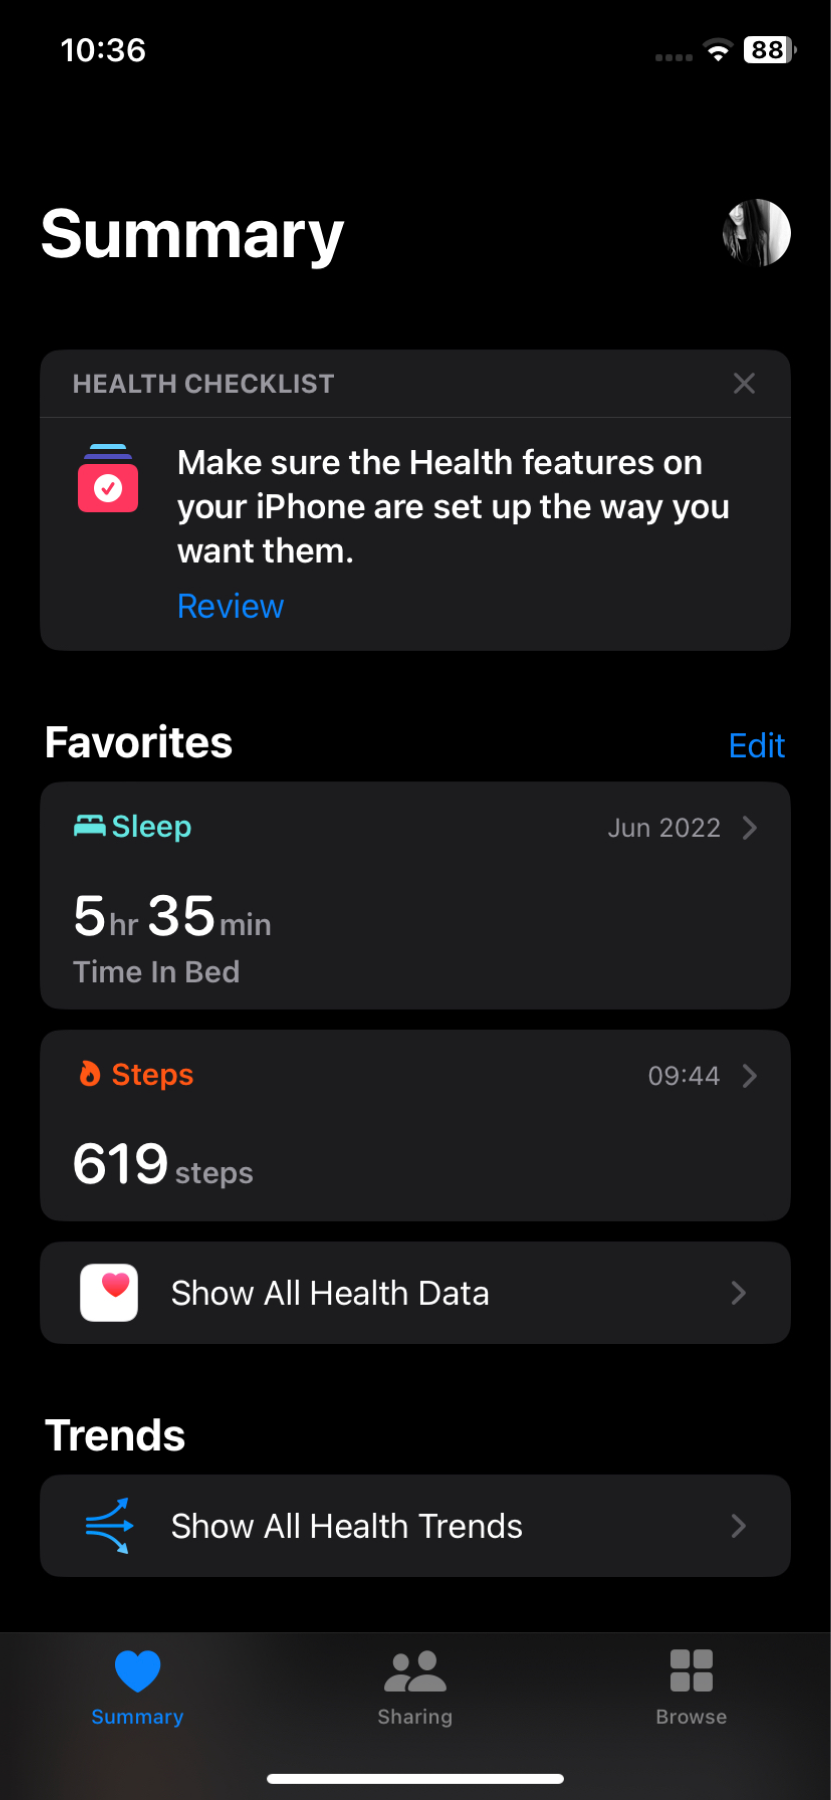 10:36
88
Summary
HEALTH CHECKLIST
Make sure the Health features on
your iPhone are set up the way you
want them.
Review
Favorites
Edit
Sleep
Jun 2022
5 hr 35 min
Time In Bed
Steps
09:44
619 steps
Show All Health Data
Trends
Show All Health Trends
Summary
Sharing
Browse